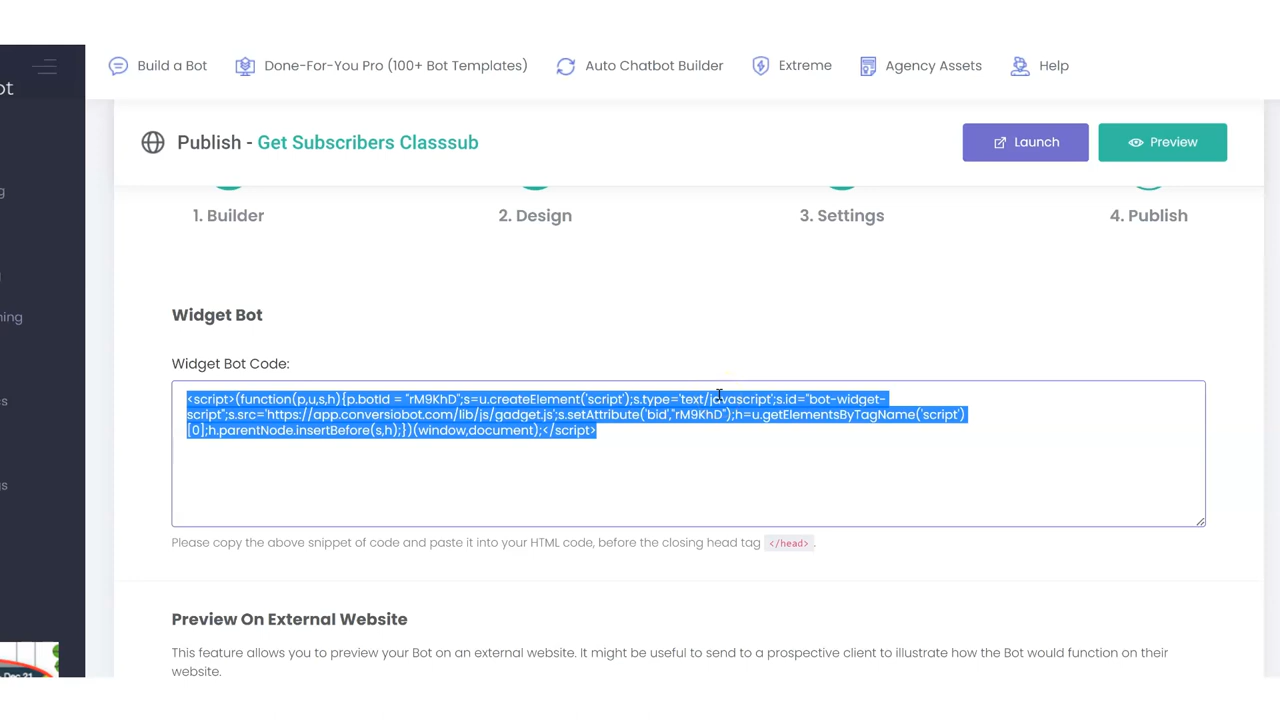 Build a Bot
Done-For-You Pro (100+ Bot Templates)
Auto Chatbot Builder
Extreme
Agency Assets
Help
ot
Publish - Get Subscribers Classsub
Launch
Preview
g
1. Builder
2. Design
3. Settings
4. Publish
ning
Widget Bot
Widget Bot Code:
<script>(function(p,u,s,h){p.botId = "rM9KhD";s=u.createElement('script');s.type='text/javascript';s.id="bot-widget-
script";s.src='https://app.conversiobot.com/lib/js/gadget.js';s.setAttribute('bid',"rM9KhD");h=u.getElementsByTagName('script')
[0];h.parentNode.insertBefore(s,h);})(window,document);</script>
cs
gs
Please copy the above snippet of code and paste it into your HTML code, before the closing head tag </head> .
Preview On External Website
This feature allows you to preview your Bot on an external website. It might be useful to send to a prospective client to illustrate how the Bot would function on their
website.
Dec 21